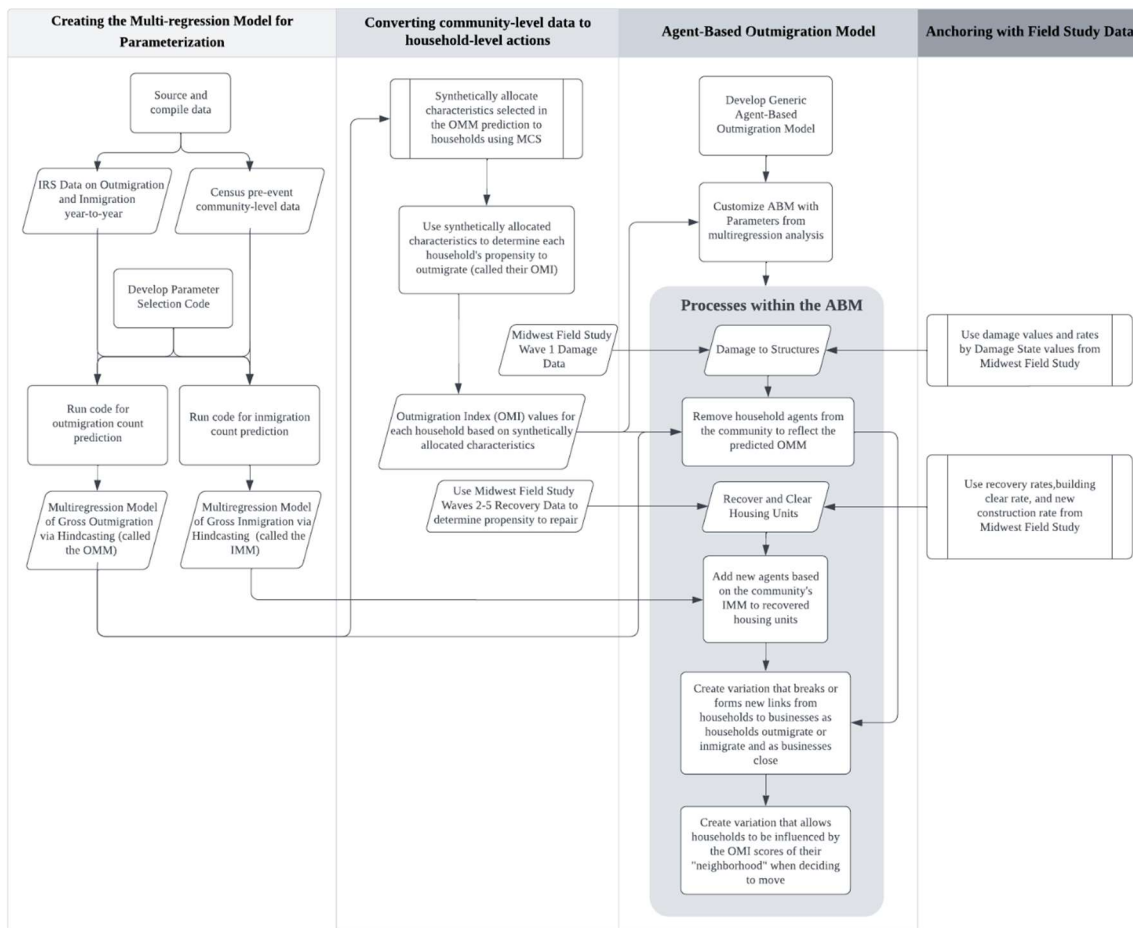 Creating the Multi-regression Model for
Parameterization
Converting community-level data to
household-level actions
Agent-Based Outmigration Model
Anchoring with Field Study Data
Source and
compile data
IRS Data on Outmigration
and Inmigration
year-to-year
Census pre-event
community-level data
Develop Parameter
Selection Code
Run code for
outmigration count
prediction
Run code for inmigration
count prediction
Multiregression Model
of Gross Outmigration
via Hindcasting (called
the OMM)
Multiregression Model
of Gross Inmigration via
Hindcasting (called the
IMM)
Synthetically allocate
characteristics selected in
the OMM prediction to
households using MCS
Use synthetically allocated
characteristics to determine each
household's propensity to
outmigrate (called their OMI)
Midwest Field Study
Wave 1 Damage
Data
Outmigration Index (OMI) values for
each household based on synthetically
allocated characteristics
Use Midwest Field Study
Waves 2-5 Recovery Data to
determine propensity to repair
Develop Generic
Agent-Based
Outmigration Model
Customize ABM with
Parameters from
multiregression analysis
Processes within the ABM
Damage to Structures
Remove household agents from
the community to reflect the
predicted OMM
Recover and Clear
Housing Units
Add new agents based
on the community's
IMM to recovered
housing units
Create variation that breaks or
forms new links from
households to businesses as
households outmigrate or
inmigrate and as businesses
close
Create variation that allows
households to be influenced by
the OMI scores of their
"neighborhood" when deciding
to move
Use damage values and rates
by Damage State values from
Midwest Field Study
Use recovery rates,building
clear rate, and new
construction rate from
Midwest Field Study